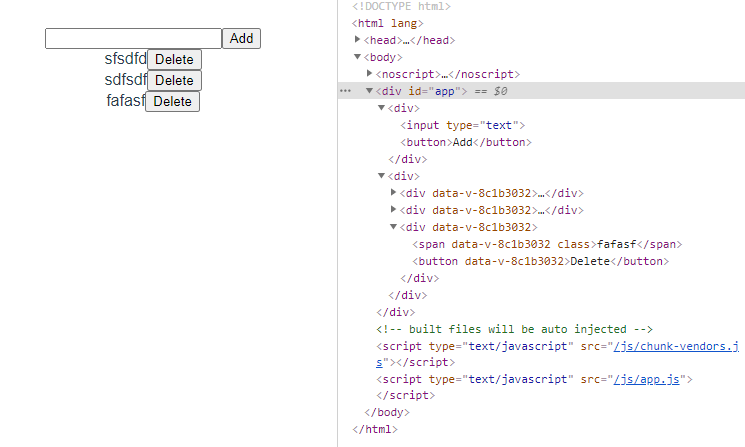 Add
sfsdfd Delete
sdfsdf Delete
fafasf Delete
<!DOCTYPE html>
<html lang>
<head>…</head>
<body>
<noscript>…</noscript>
<div id="app"> == $0
<div>
<input type="text">
<button>Add</button>
</div>
<div>
<div data-v-8c1b3032>…</div>
<div data-v-8c1b3032>…</div>
<div data-v-8c1b3032>
<span data-v-8c1b3032 class>fafasf</span>
<button data-v-8c1b3032>Delete</button>
</div>
</div>
</div>
<!-- built files will be auto injected -->
<script type="text/javascript" src="/js/chunk-vendors.j
s"></script>
<script type="text/javascript" src="/js/app.js">
</script>
</body>
</html>